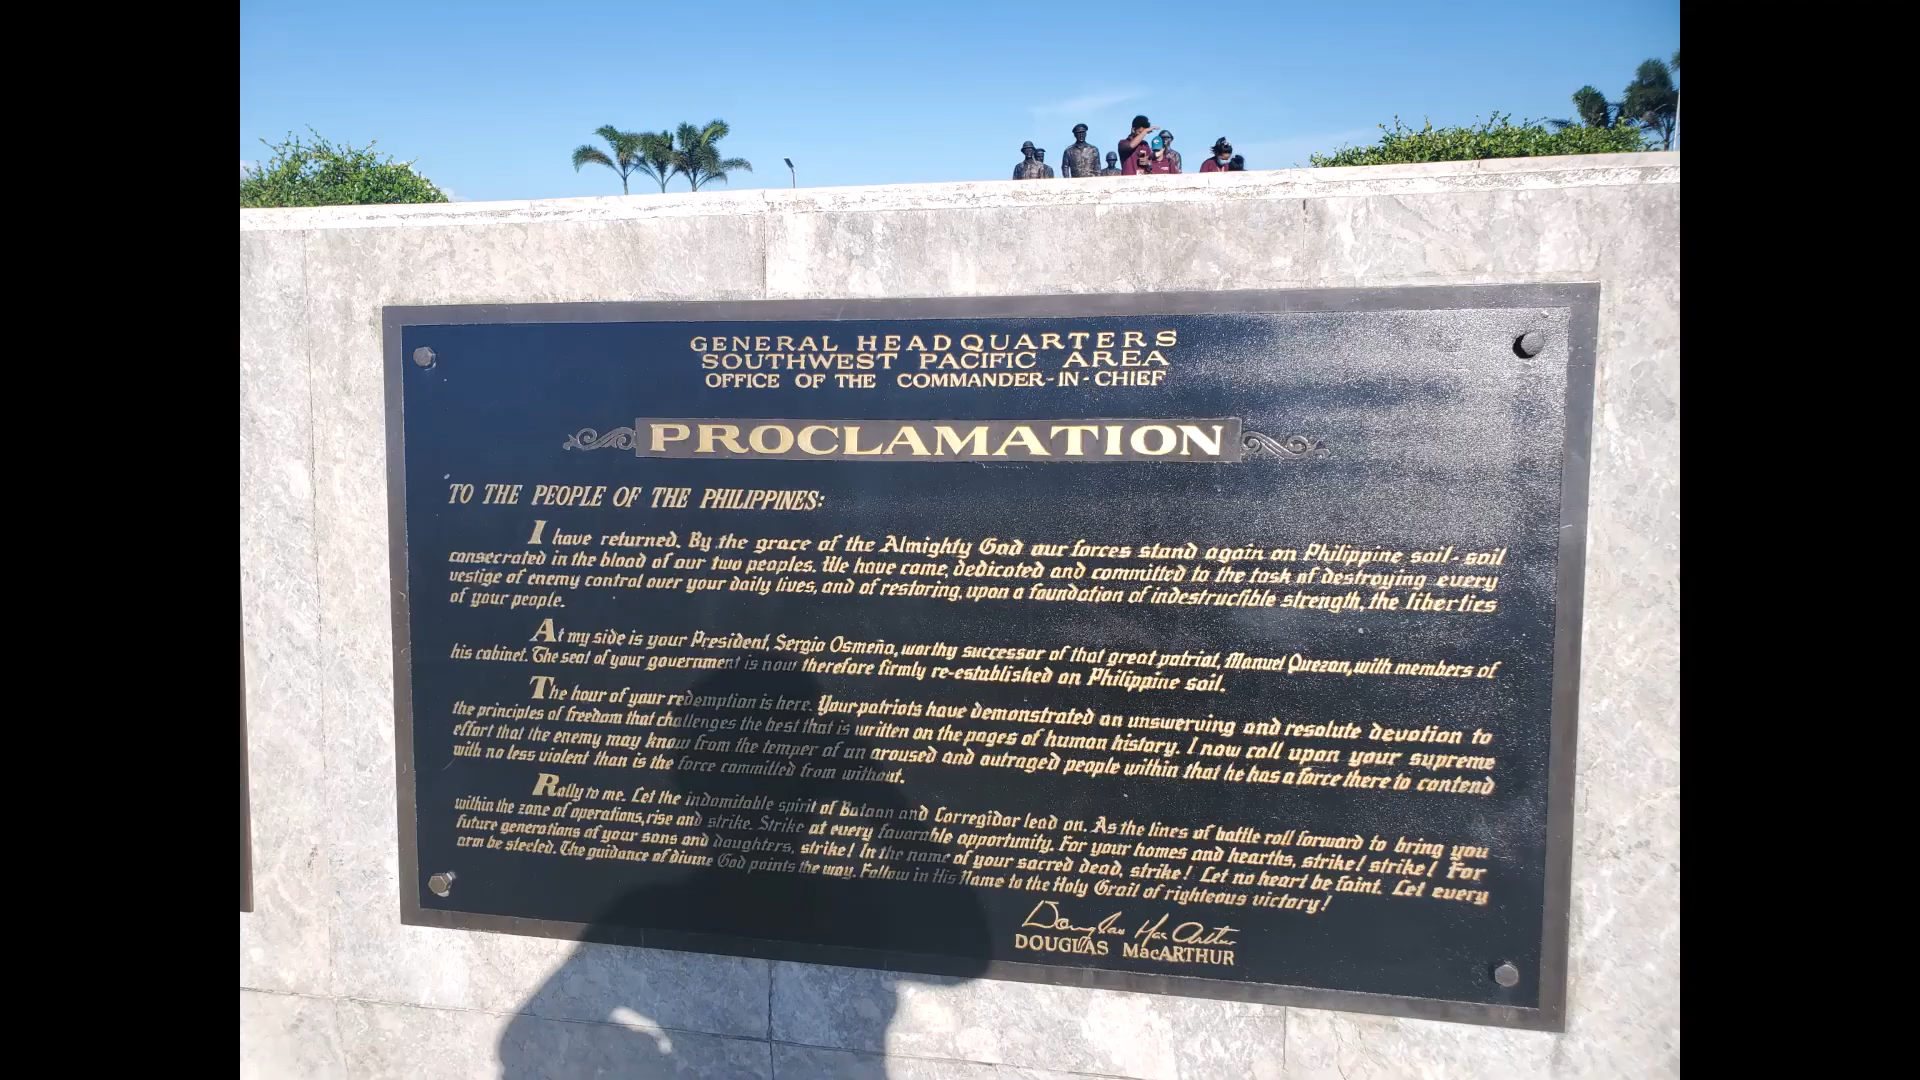 GENERAL HEADQUARTERS
SOUTHWEST PACIFIC AREA
OFFICE OF THE COMMANDER-IN-CHIEF
PROCLAMATION
TO THE PEOPLE OF THE PHILIPPINES:
I have returned. By the grace of the Almighty God our forces stand again on Philippine soil - soil
consecrated in the blood of our two peoples. We have come, dedicated and committed to the task of destroying every
vestige of enemy control over your daily lives, and of restoring, upon a foundation of indestructible strength, the liberties
of your people.
At my side is your President, Sergio Osmeña, worthy successor of that great patriot, Manuel Quezon, with members of
his cabinet. The seat of your government is now therefore firmly re-established on Philippine soil.
The hour of your redemption is here. Your patriots have demonstrated an unswerving and resolute devotion to
the principles of freedom that challenges the best that is written on the pages of human history. I now call upon your supreme
effort that the enemy may know from the temper of an aroused and outraged people within that he has a force there to contend
with no less violent than is the force committed from without.
Rally to me. Let the indomitable spirit of Bataan and Corregidor lead on. As the lines of battle roll forward to bring you
within the zone of operations, rise and strike. Strike at every favorable opportunity. For your homes and hearths, strike! strike! For
future generations of your sons and daughters, strike! In the name of your sacred dead, strike! Let no heart be faint. Let every
arm be steeled. The guidance of divine God points the way. Follow in His Name to the Holy Grail of righteous victory!
Douglas MacArthur
DOUGLAS MacARTHUR